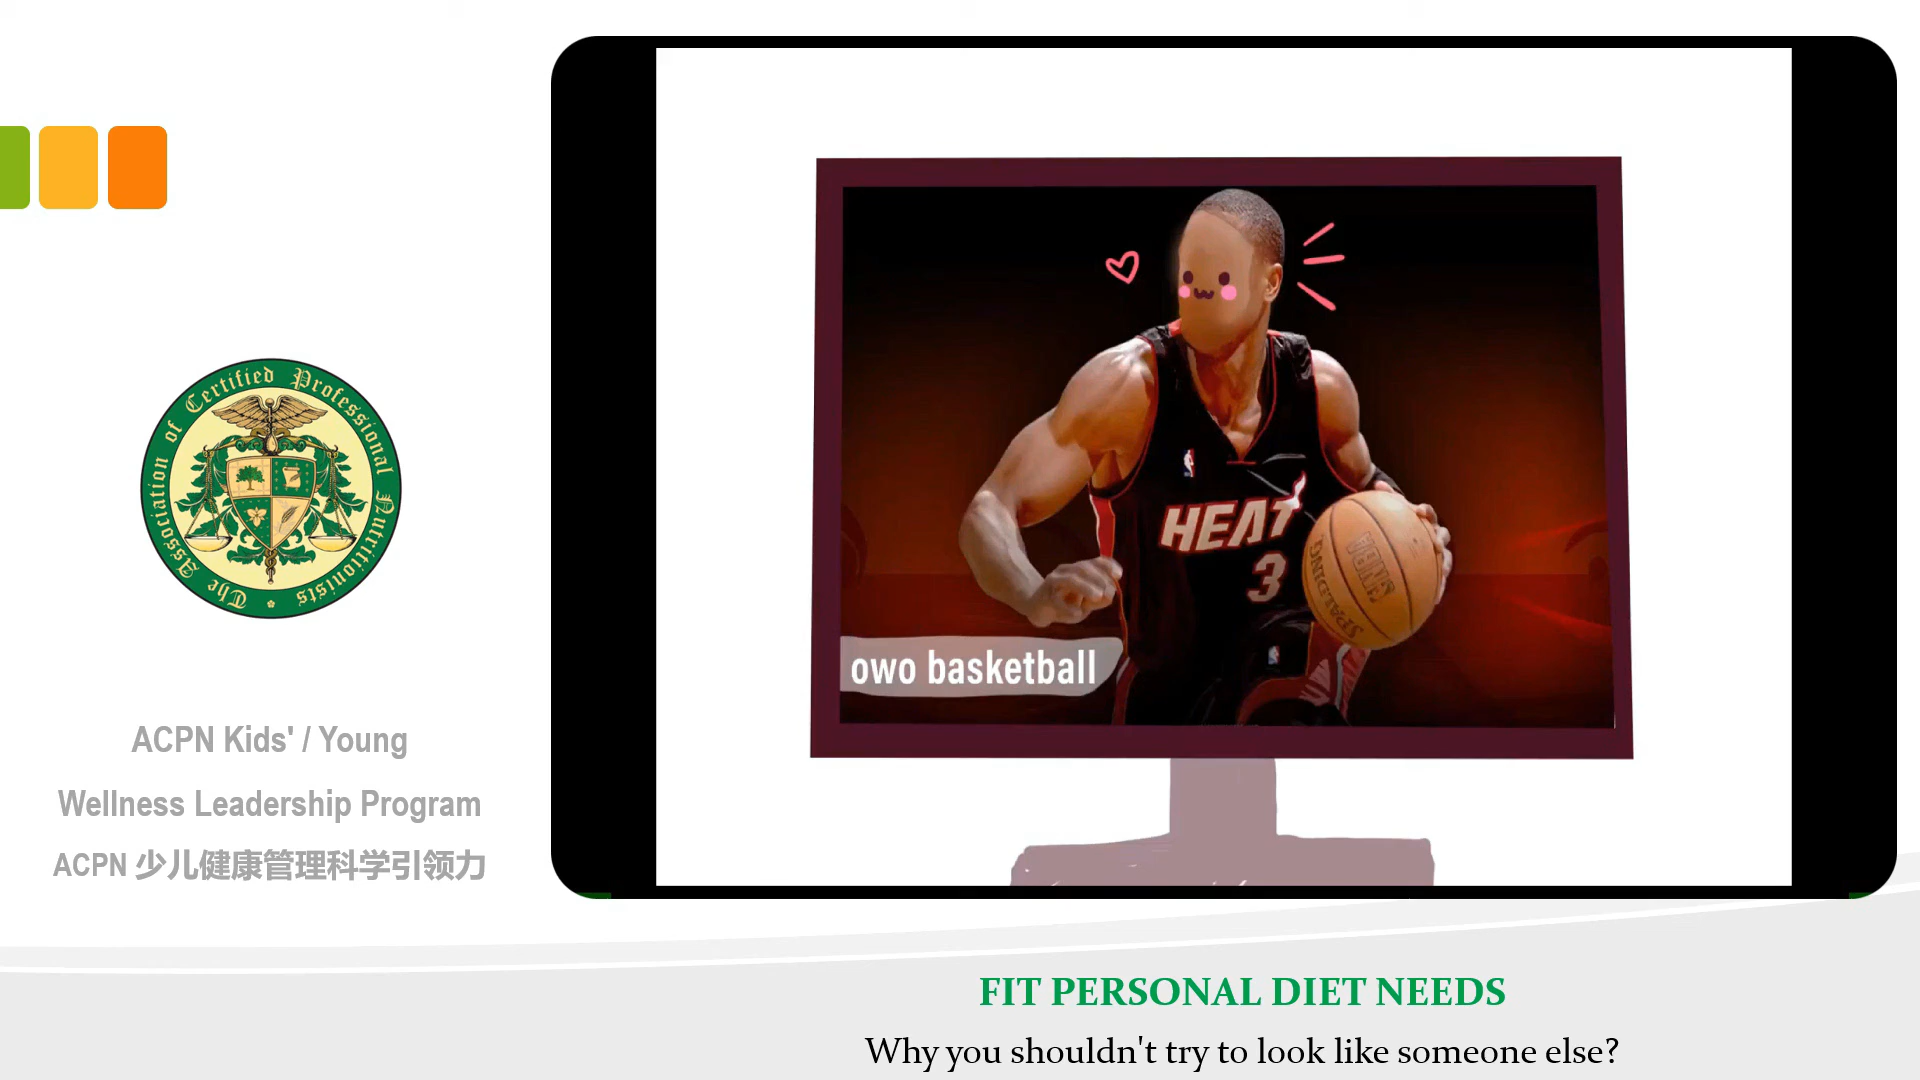 The Association of Certified Professional Nutritionists
ACPN Kids' / Young
Wellness Leadership Program
ACPN 少儿健康管理科学引领力
HEAT
3
SPALDING
owo basketball
FIT PERSONAL DIET NEEDS
Why you shouldn't try to look like someone else?